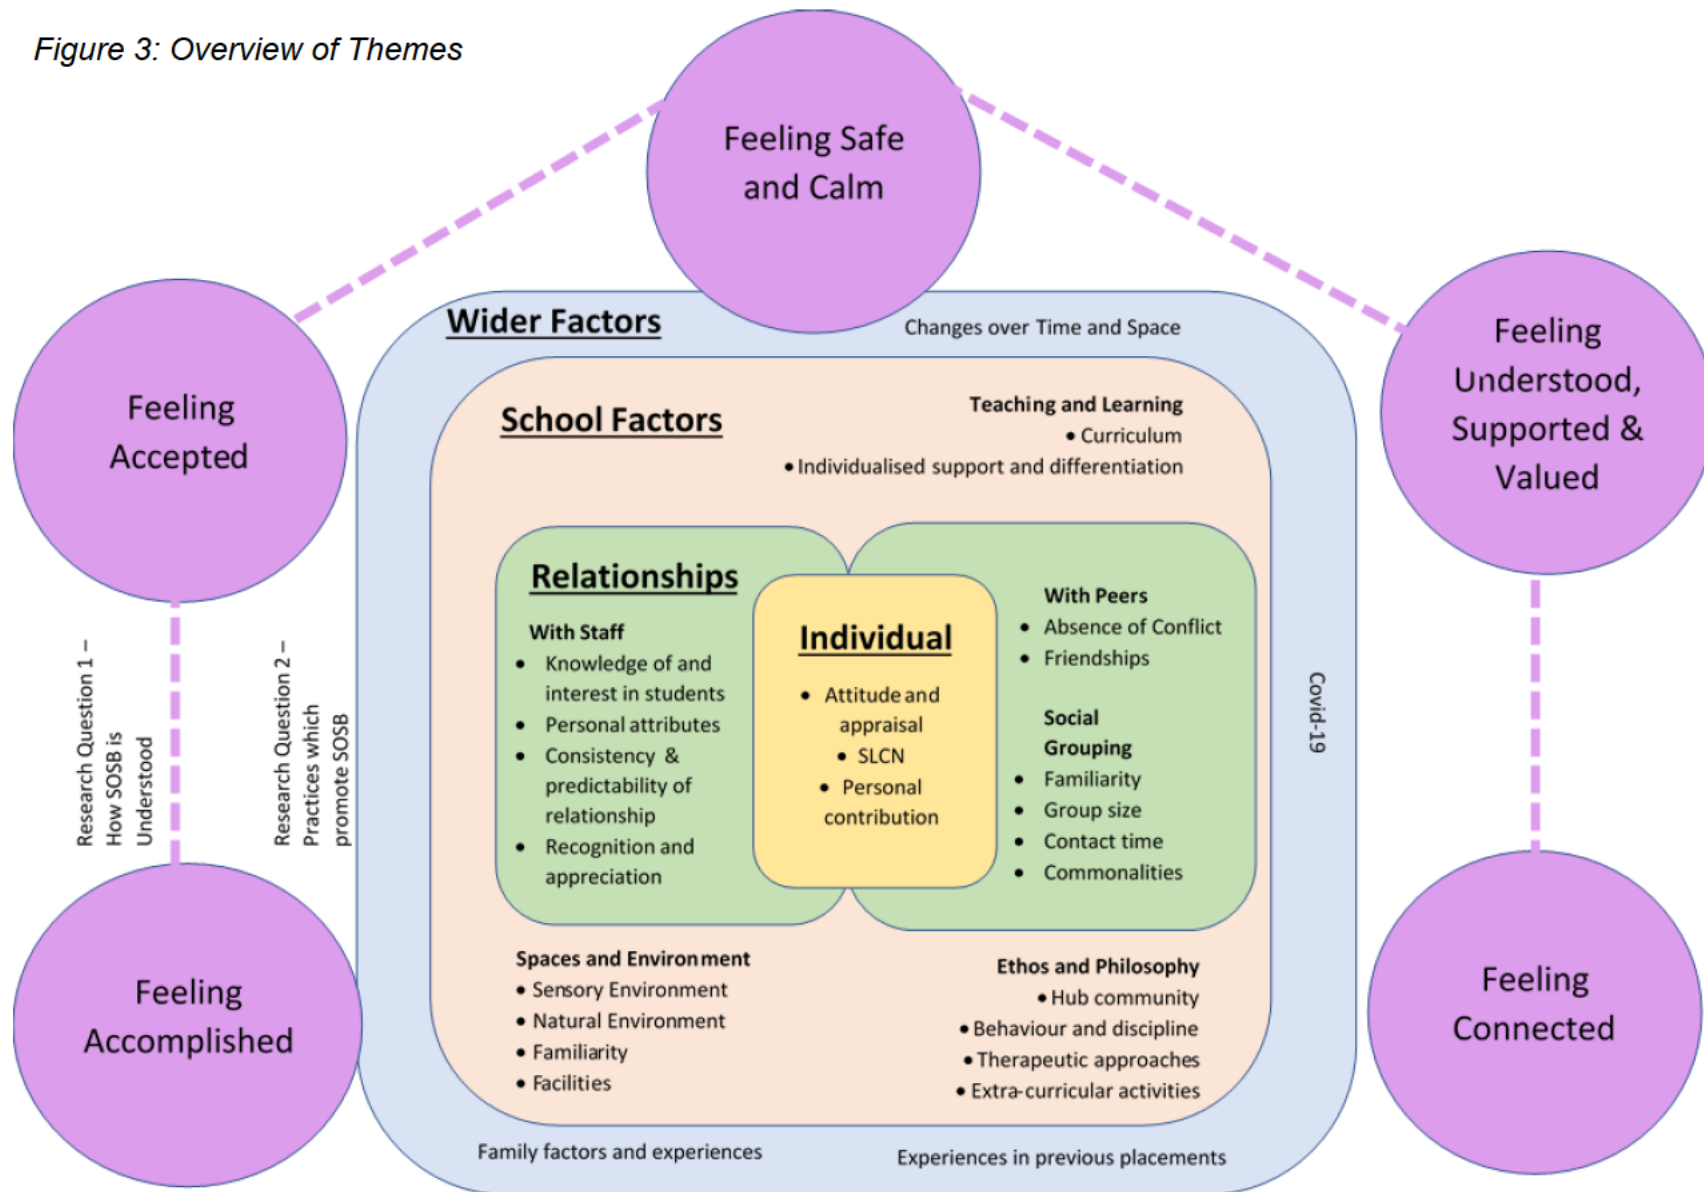 Figure 3: Overview of Themes
Feeling Safe
and Calm
Feeling
Accepted
Feeling
Understood,
Supported &
Valued
Feeling
Accomplished
Feeling
Connected
Research Question 1 –
How SOSB is
Understood
Research Question 2 –
Practices which
promote SOSB
Wider Factors
Changes over Time and Space
Covid-19
Family factors and experiences
Experiences in previous placements
School Factors
Teaching and Learning
• Curriculum
• Individualised support and differentiation
Relationships
With Staff
• Knowledge of and
interest in students
• Personal attributes
• Consistency &
predictability of
relationship
• Recognition and
appreciation
Individual
• Attitude and
appraisal
• SLCN
• Personal
contribution
With Peers
• Absence of Conflict
• Friendships
Social
Grouping
• Familiarity
• Group size
• Contact time
• Commonalities
Spaces and Environment
• Sensory Environment
• Natural Environment
• Familiarity
• Facilities
Ethos and Philosophy
• Hub community
• Behaviour and discipline
• Therapeutic approaches
• Extra-curricular activities